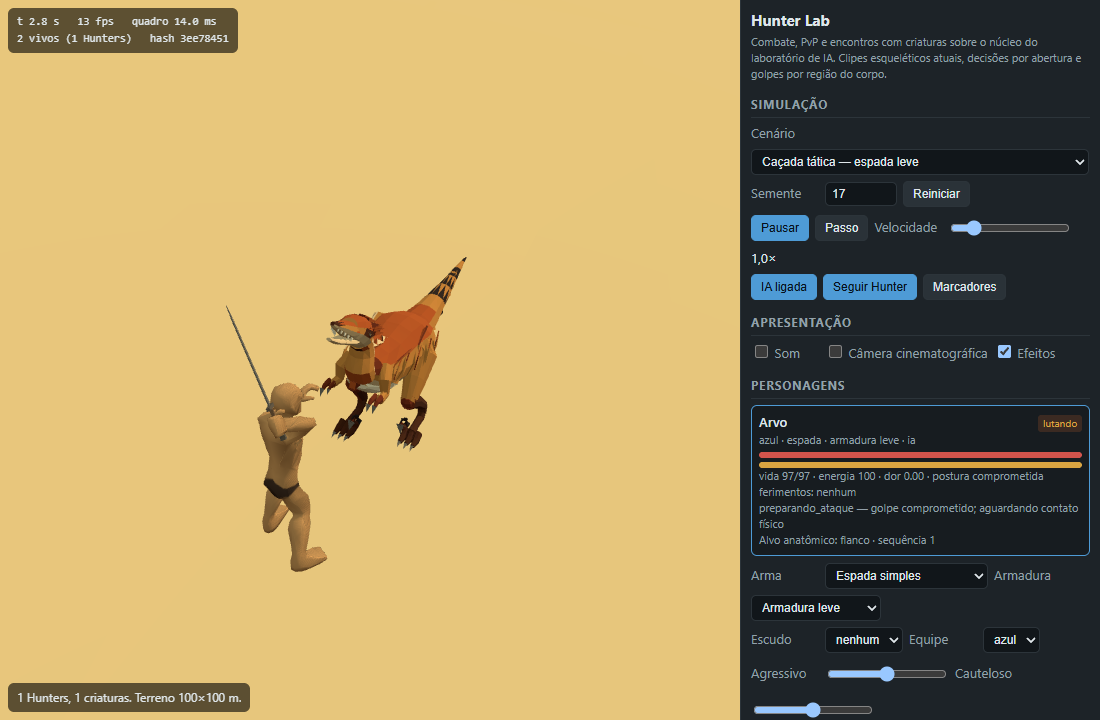 t 2.8 s 13 fps quadro 14.0 ms
2 vivos (1 Hunters) hash 3ee78451
1 Hunters, 1 criaturas. Terreno 100×100 m.
Hunter Lab
Combate, PvP e encontros com criaturas sobre o núcleo do
laboratório de IA. Clipes esqueléticos atuais, decisões por abertura e
golpes por região do corpo.
SIMULAÇÃO
Cenário
Caçada tática — espada leve
Semente 17 Reiniciar
Pausar Passo Velocidade
1,0×
IA ligada Seguir Hunter Marcadores
APRESENTAÇÃO
Som Câmera cinematográfica Efeitos
PERSONAGENS
Arvo lutando
azul · espada · armadura leve · ia
vida 97/97 · energia 100 · dor 0.00 · postura comprometida
ferimentos: nenhum
preparando_ataque — golpe comprometido; aguardando contato
físico
Alvo anatômico: flanco · sequência 1
Arma Espada simples Armadura
Armadura leve
Escudo nenhum Equipe azul
Agressivo Cauteloso